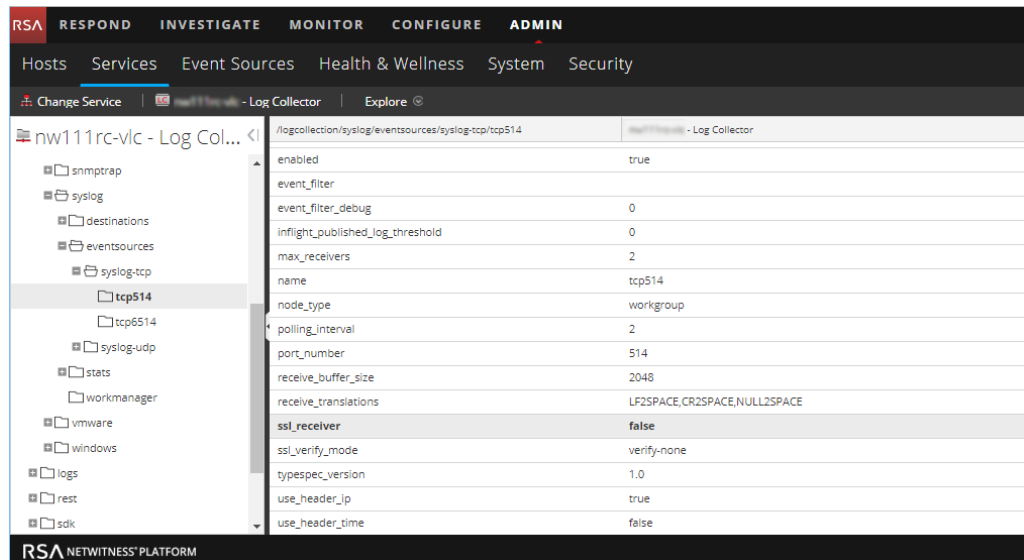 RSA RESPOND INVESTIGATE MONITOR CONFIGURE ADMIN
Hosts Services Event Sources Health & Wellness System Security
Change Service LC - Log Collector Explore
nw111rc-vlc - Log Col...
snmptrap
syslog
destinations
eventsources
syslog-tcp
tcp514
tcp6514
syslog-udp
stats
workmanager
vmware
windows
logs
rest
sdk
/logcollection/syslog/eventsources/syslog-tcp/tcp514 - Log Collector
enabled true
event_filter
event_filter_debug 0
inflight_published_log_threshold 0
max_receivers 2
name tcp514
node_type workgroup
polling_interval 2
port_number 514
receive_buffer_size 2048
receive_translations LF2SPACE,CR2SPACE,NULL2SPACE
ssl_receiver false
ssl_verify_mode verify-none
typespec_version 1.0
use_header_ip true
use_header_time false
RSA NETWITNESS® PLATFORM